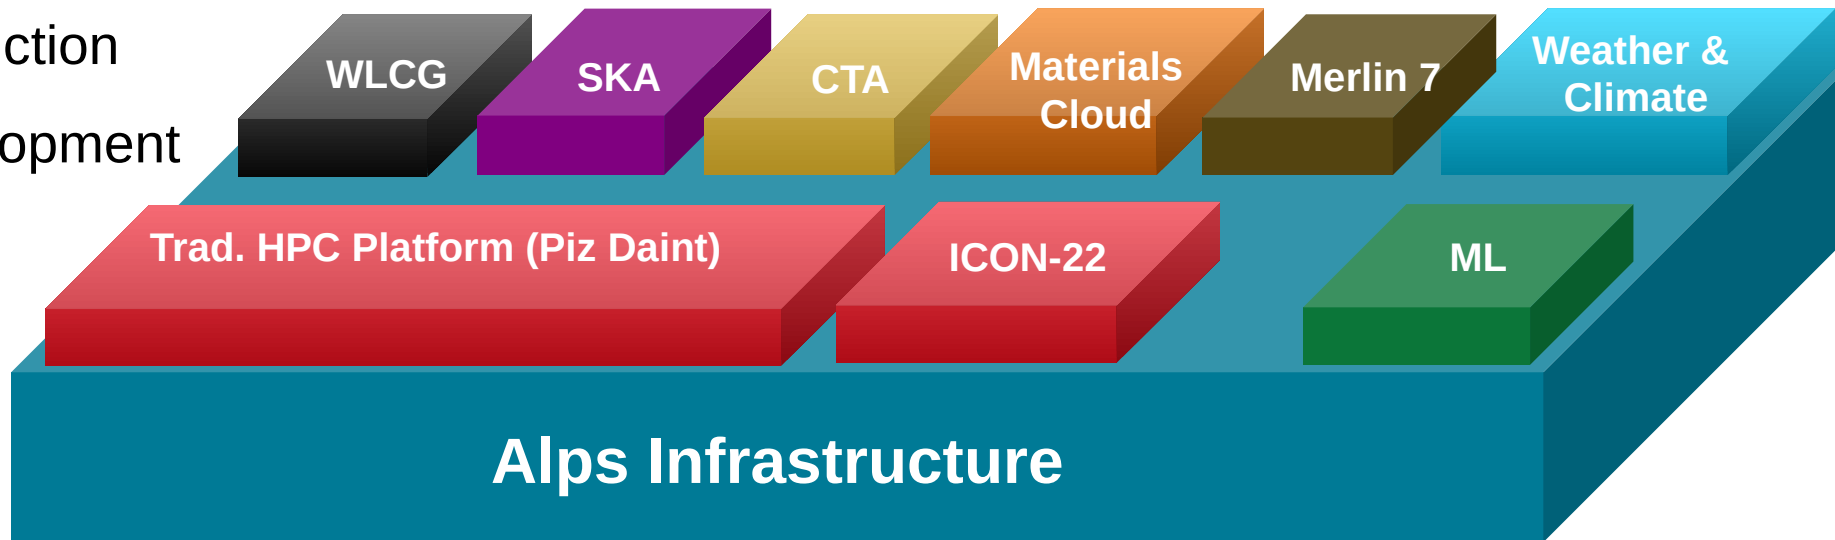 ction
opment
WLCG
SKA
CTA
Materials
Cloud
Merlin 7
Weather &
Climate
Trad. HPC Platform (Piz Daint)
ICON-22
ML
Alps Infrastructure